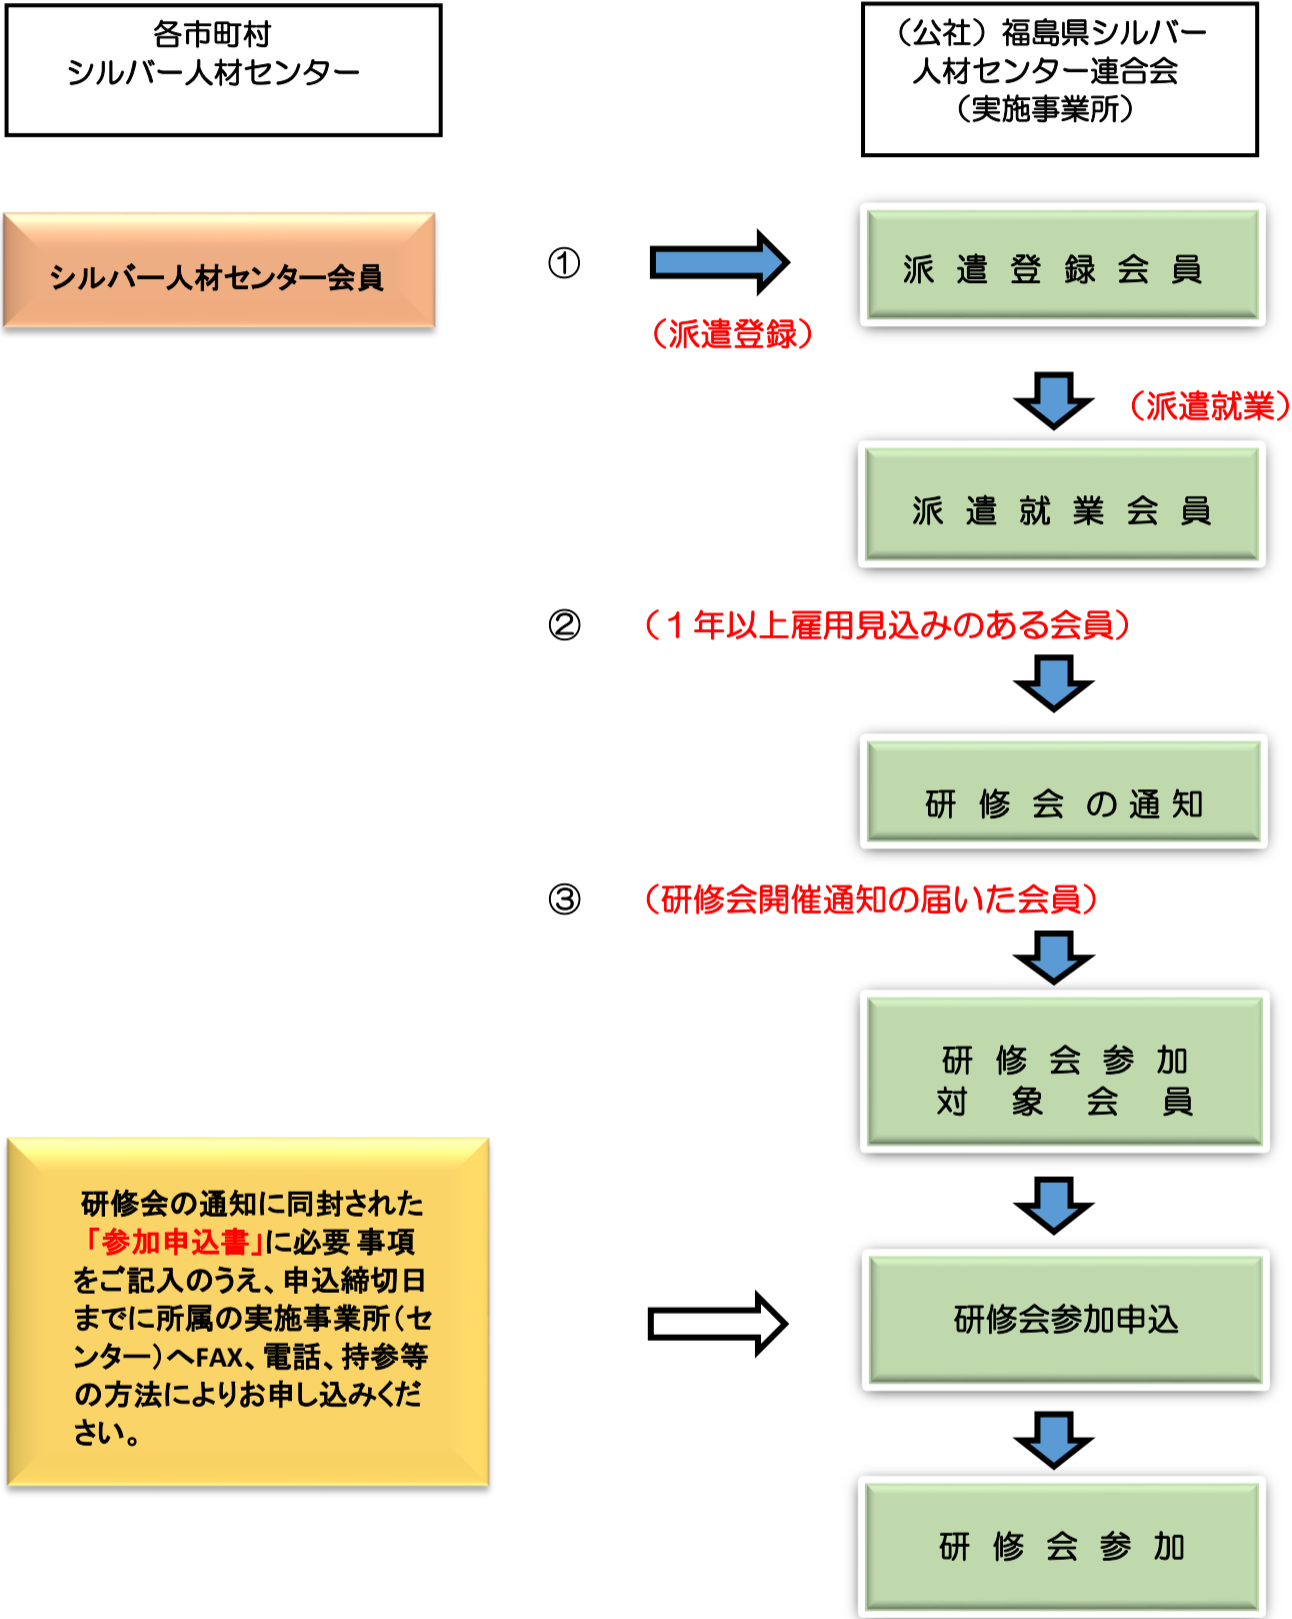 各市町村
シルバー人材センター
（公社）福島県シルバー
人材センター連合会
（実施事業所）
シルバー人材センター会員
①
（派遣登録）
派遣登録会員
（派遣就業）
派遣就業会員
②
（１年以上雇用見込みのある会員）
研修会の通知
③
（研修会開催通知の届いた会員）
研修会参加
対象会員
研修会の通知に同封された
「参加申込書」に必要 事項
をご記入のうえ、申込締切日
までに所属の実施事業所（セ
ンター）へFAX、電話、持参等
の方法によりお申し込みくだ
さい。
研修会参加申込
研修会参加